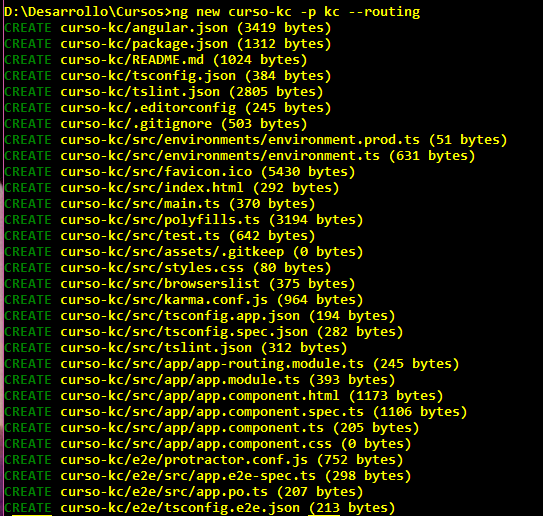 D:\Desarrollo\Cursos>ng new curso-kc -p kc --routing
CREATE curso-kc/angular.json (3419 bytes)
CREATE curso-kc/package.json (1312 bytes)
CREATE curso-kc/README.md (1024 bytes)
CREATE curso-kc/tsconfig.json (384 bytes)
CREATE curso-kc/tslint.json (2805 bytes)
CREATE curso-kc/.editorconfig (245 bytes)
CREATE curso-kc/.gitignore (503 bytes)
CREATE curso-kc/src/environments/environment.prod.ts (51 bytes)
CREATE curso-kc/src/environments/environment.ts (631 bytes)
CREATE curso-kc/src/favicon.ico (5430 bytes)
CREATE curso-kc/src/index.html (292 bytes)
CREATE curso-kc/src/main.ts (370 bytes)
CREATE curso-kc/src/polyfills.ts (3194 bytes)
CREATE curso-kc/src/test.ts (642 bytes)
CREATE curso-kc/src/assets/.gitkeep (0 bytes)
CREATE curso-kc/src/styles.css (80 bytes)
CREATE curso-kc/src/browserslist (375 bytes)
CREATE curso-kc/src/karma.conf.js (964 bytes)
CREATE curso-kc/src/tsconfig.app.json (194 bytes)
CREATE curso-kc/src/tsconfig.spec.json (282 bytes)
CREATE curso-kc/src/tslint.json (312 bytes)
CREATE curso-kc/src/app/app-routing.module.ts (245 bytes)
CREATE curso-kc/src/app/app.module.ts (393 bytes)
CREATE curso-kc/src/app/app.component.html (1173 bytes)
CREATE curso-kc/src/app/app.component.spec.ts (1106 bytes)
CREATE curso-kc/src/app/app.component.ts (205 bytes)
CREATE curso-kc/src/app/app.component.css (0 bytes)
CREATE curso-kc/e2e/protractor.conf.js (752 bytes)
CREATE curso-kc/e2e/src/app.e2e-spec.ts (298 bytes)
CREATE curso-kc/e2e/src/app.po.ts (207 bytes)
CREATE curso-kc/e2e/tsconfig.e2e.json (213 bytes)